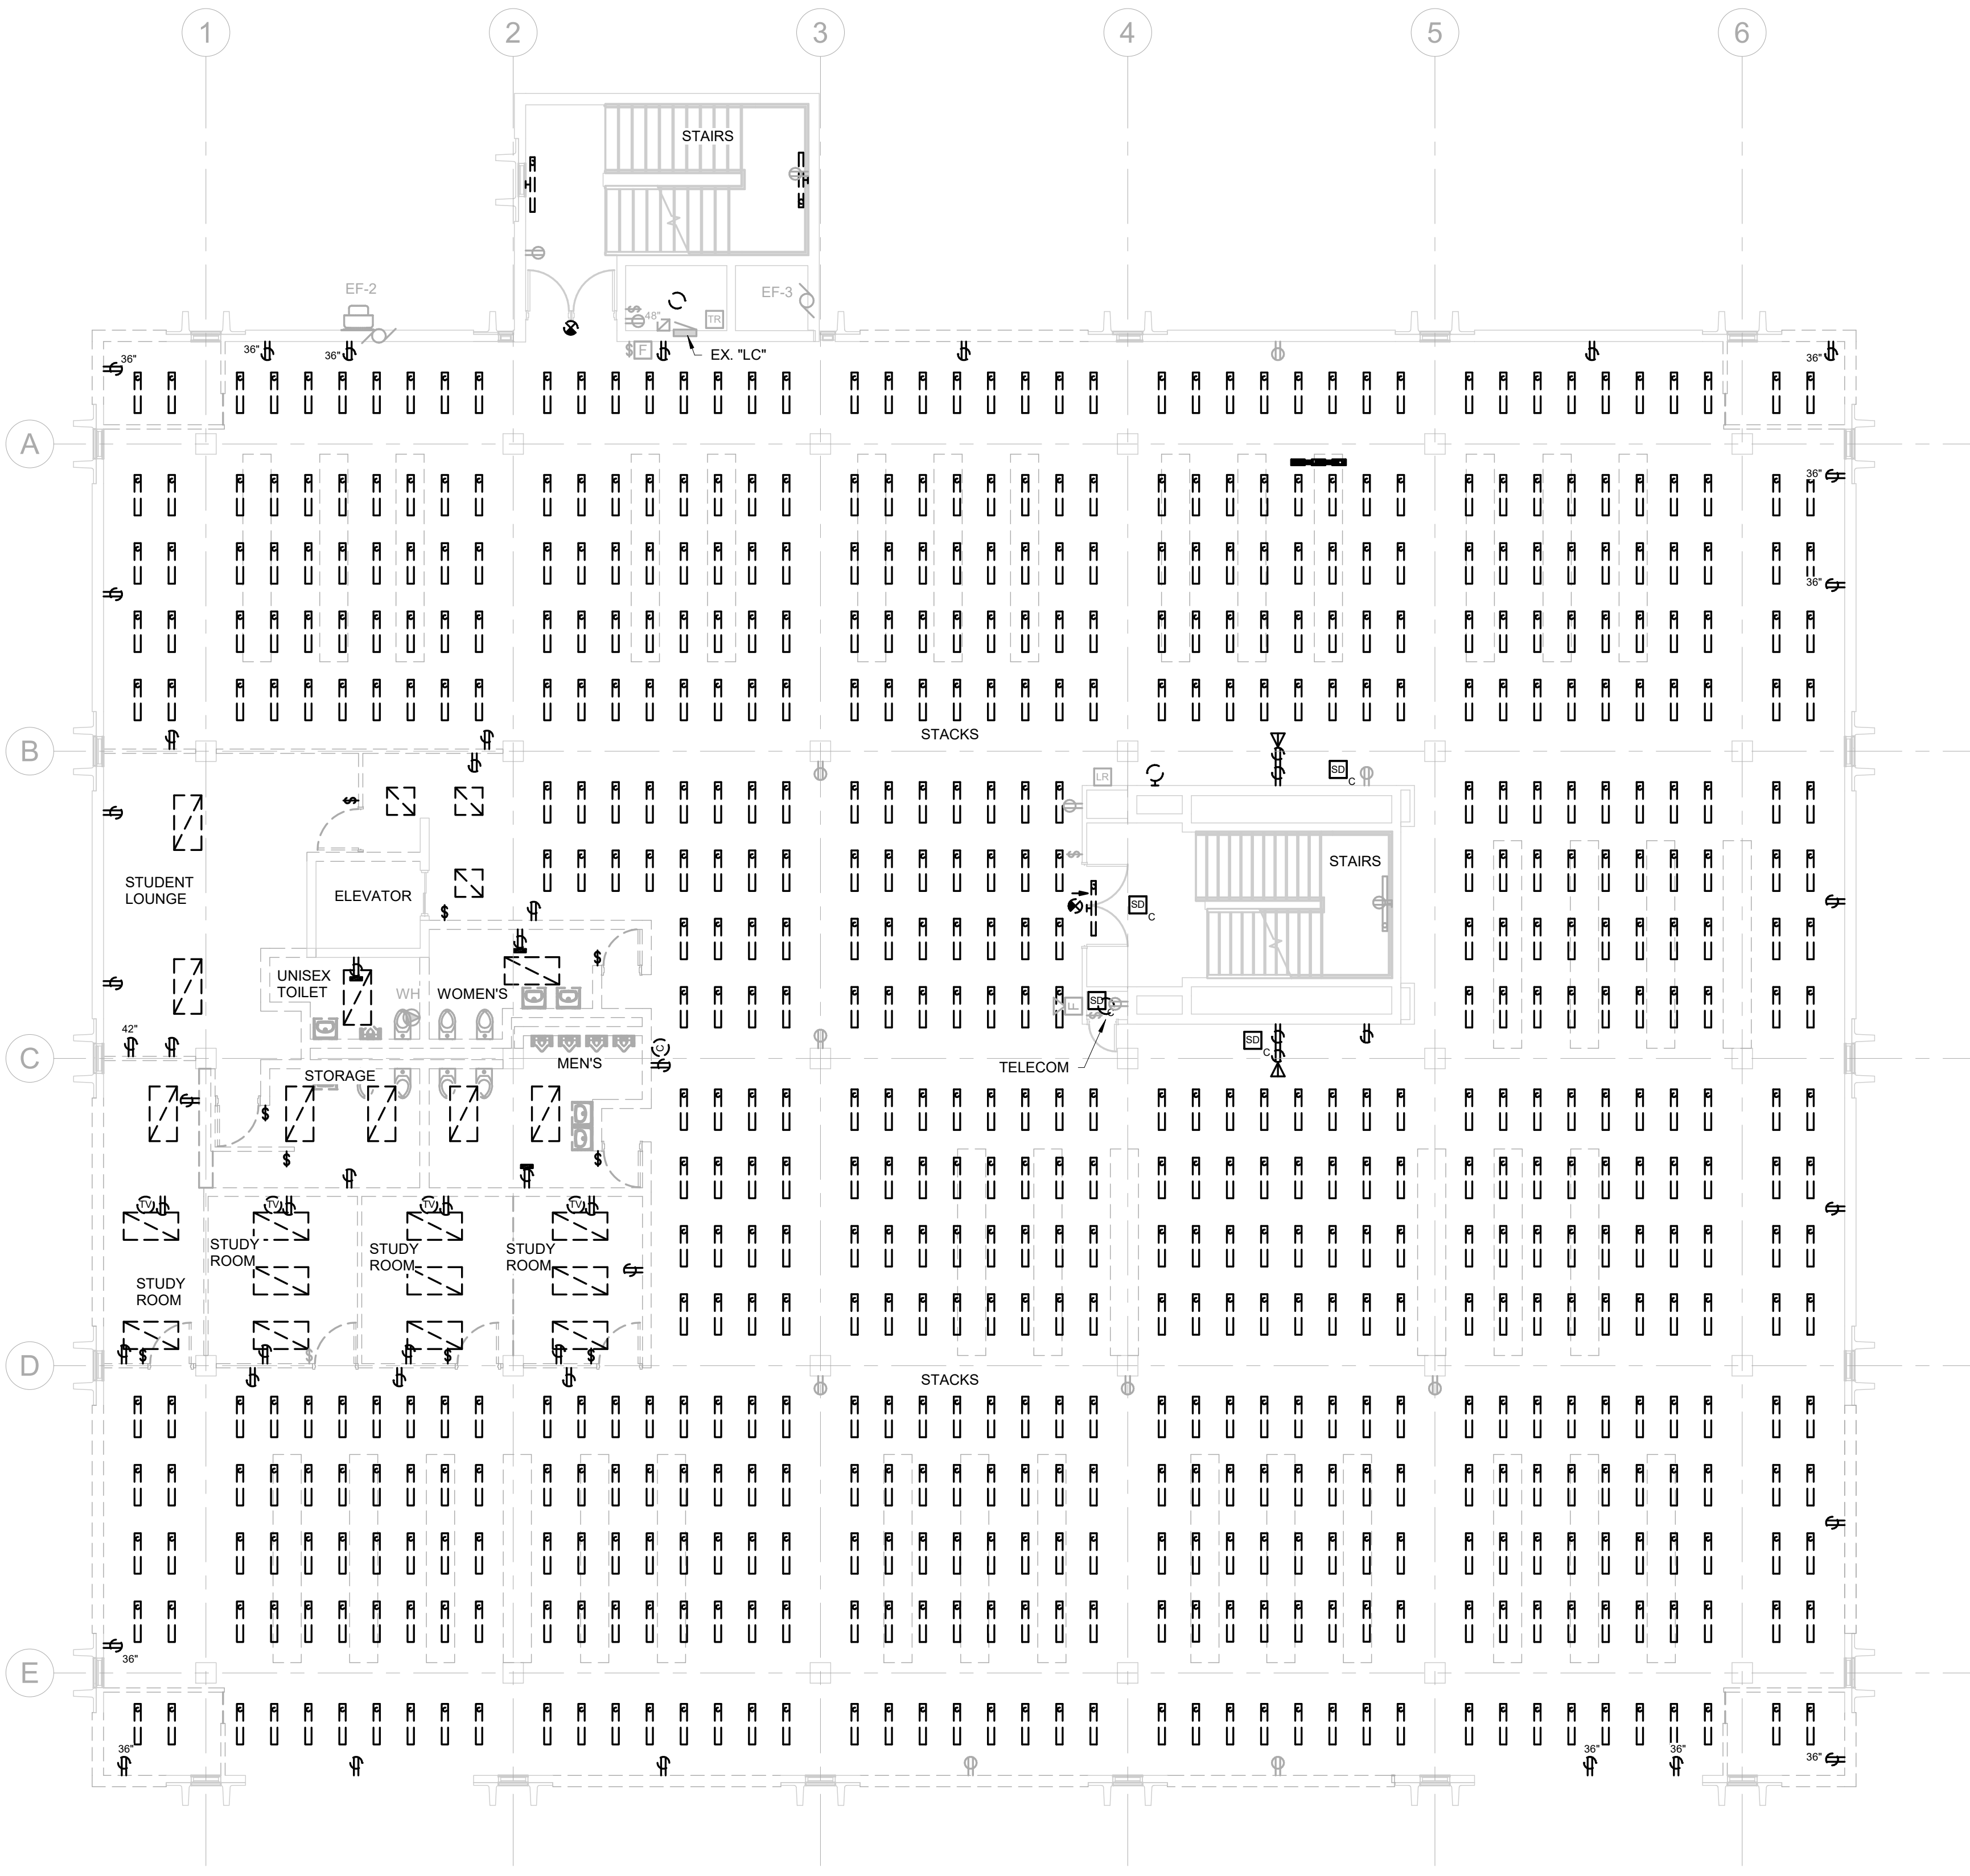 1
2
3
4
5
6
STAIRS
EF-2
EF-3
48"
TR
$
$
F
EX. "LC"
36"
36"
36"
36"
A
36"
36"
STACKS
B
LR
SD
C
$
$
STAIRS
STUDENT
LOUNGE
ELEVATOR
$
SD
C
$
UNISEX
TOILET
WH
WOMEN'S
SD
C
$
42"
SD
C
C
C
MEN'S
TELECOM
STORAGE
$
$
$
TV
TV
TV
TV
STUDY
ROOM
STUDY
ROOM
STUDY
ROOM
STUDY
ROOM
$
$
$
$
D
STACKS
36"
E
36"
36"
36"
36"